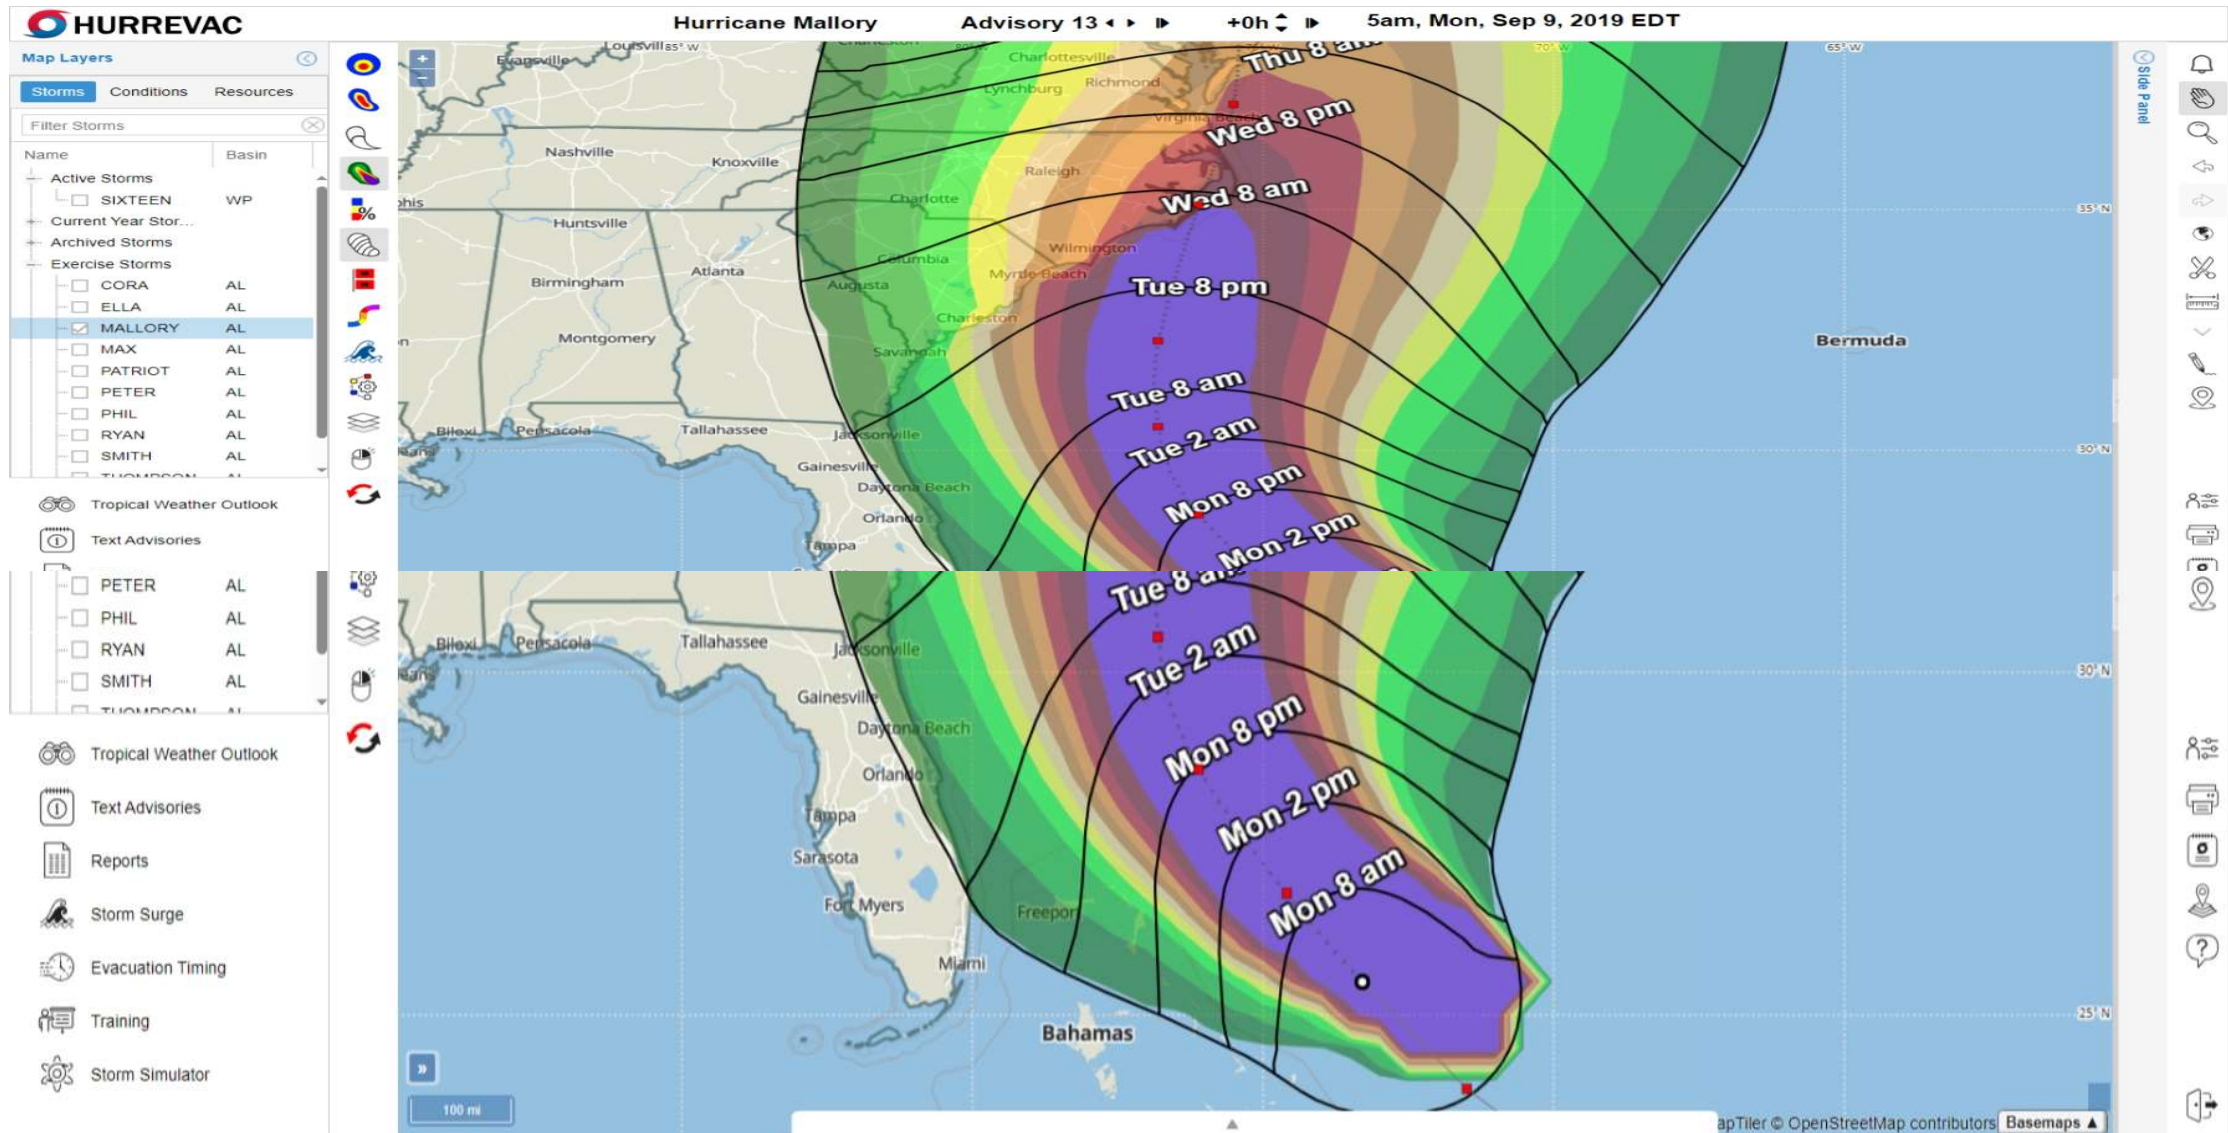 HURREVAC
Hurricane Mallory
Advisory 13
+0h
5am, Mon, Sep 9, 2019 EDT
Map Layers
Storms Conditions Resources
Filter Storms
Name Basin
Active Storms
SIXTEEN WP
Current Year Stor...
Archived Storms
Exercise Storms
CORA AL
ELLA AL
MALLORY AL
MAX AL
PATRIOT AL
PETER AL
PHIL AL
RYAN AL
SMITH AL
Tropical Weather Outlook
Text Advisories
PETER AL
PHIL AL
RYAN AL
SMITH AL
Tropical Weather Outlook
Text Advisories
Reports
Storm Surge
Evacuation Timing
Training
Storm Simulator
%
+
−
Evansville
85° W
70° W
65° W
Charlottesville
Richmond
Lynchburg
Virginia Beach
Nashville
Knoxville
Raleigh
Charlotte
Huntsville
Wilmington
Columbia
Myrtle Beach
Atlanta
Birmingham
Augusta
Charleston
Montgomery
Savannah
Biloxi
Pensacola
Tallahassee
Jacksonville
Gainesville
Daytona Beach
Orlando
Tampa
Bermuda
35° N
30° N
Thu 8 am
Wed 8 pm
Wed 8 am
Tue 8 pm
Tue 8 am
Tue 2 am
Mon 8 pm
Mon 2 pm
Side Panel
Tue 8 am
Tue 2 am
Mon 8 pm
Mon 2 pm
Mon 8 am
Biloxi
Pensacola
Tallahassee
Jacksonville
Gainesville
Daytona Beach
Orlando
Tampa
Sarasota
Fort Myers
Freepor
Miami
Bahamas
30° N
25° N
»
100 mi
apTiler © OpenStreetMap contributors
Basemaps ▲